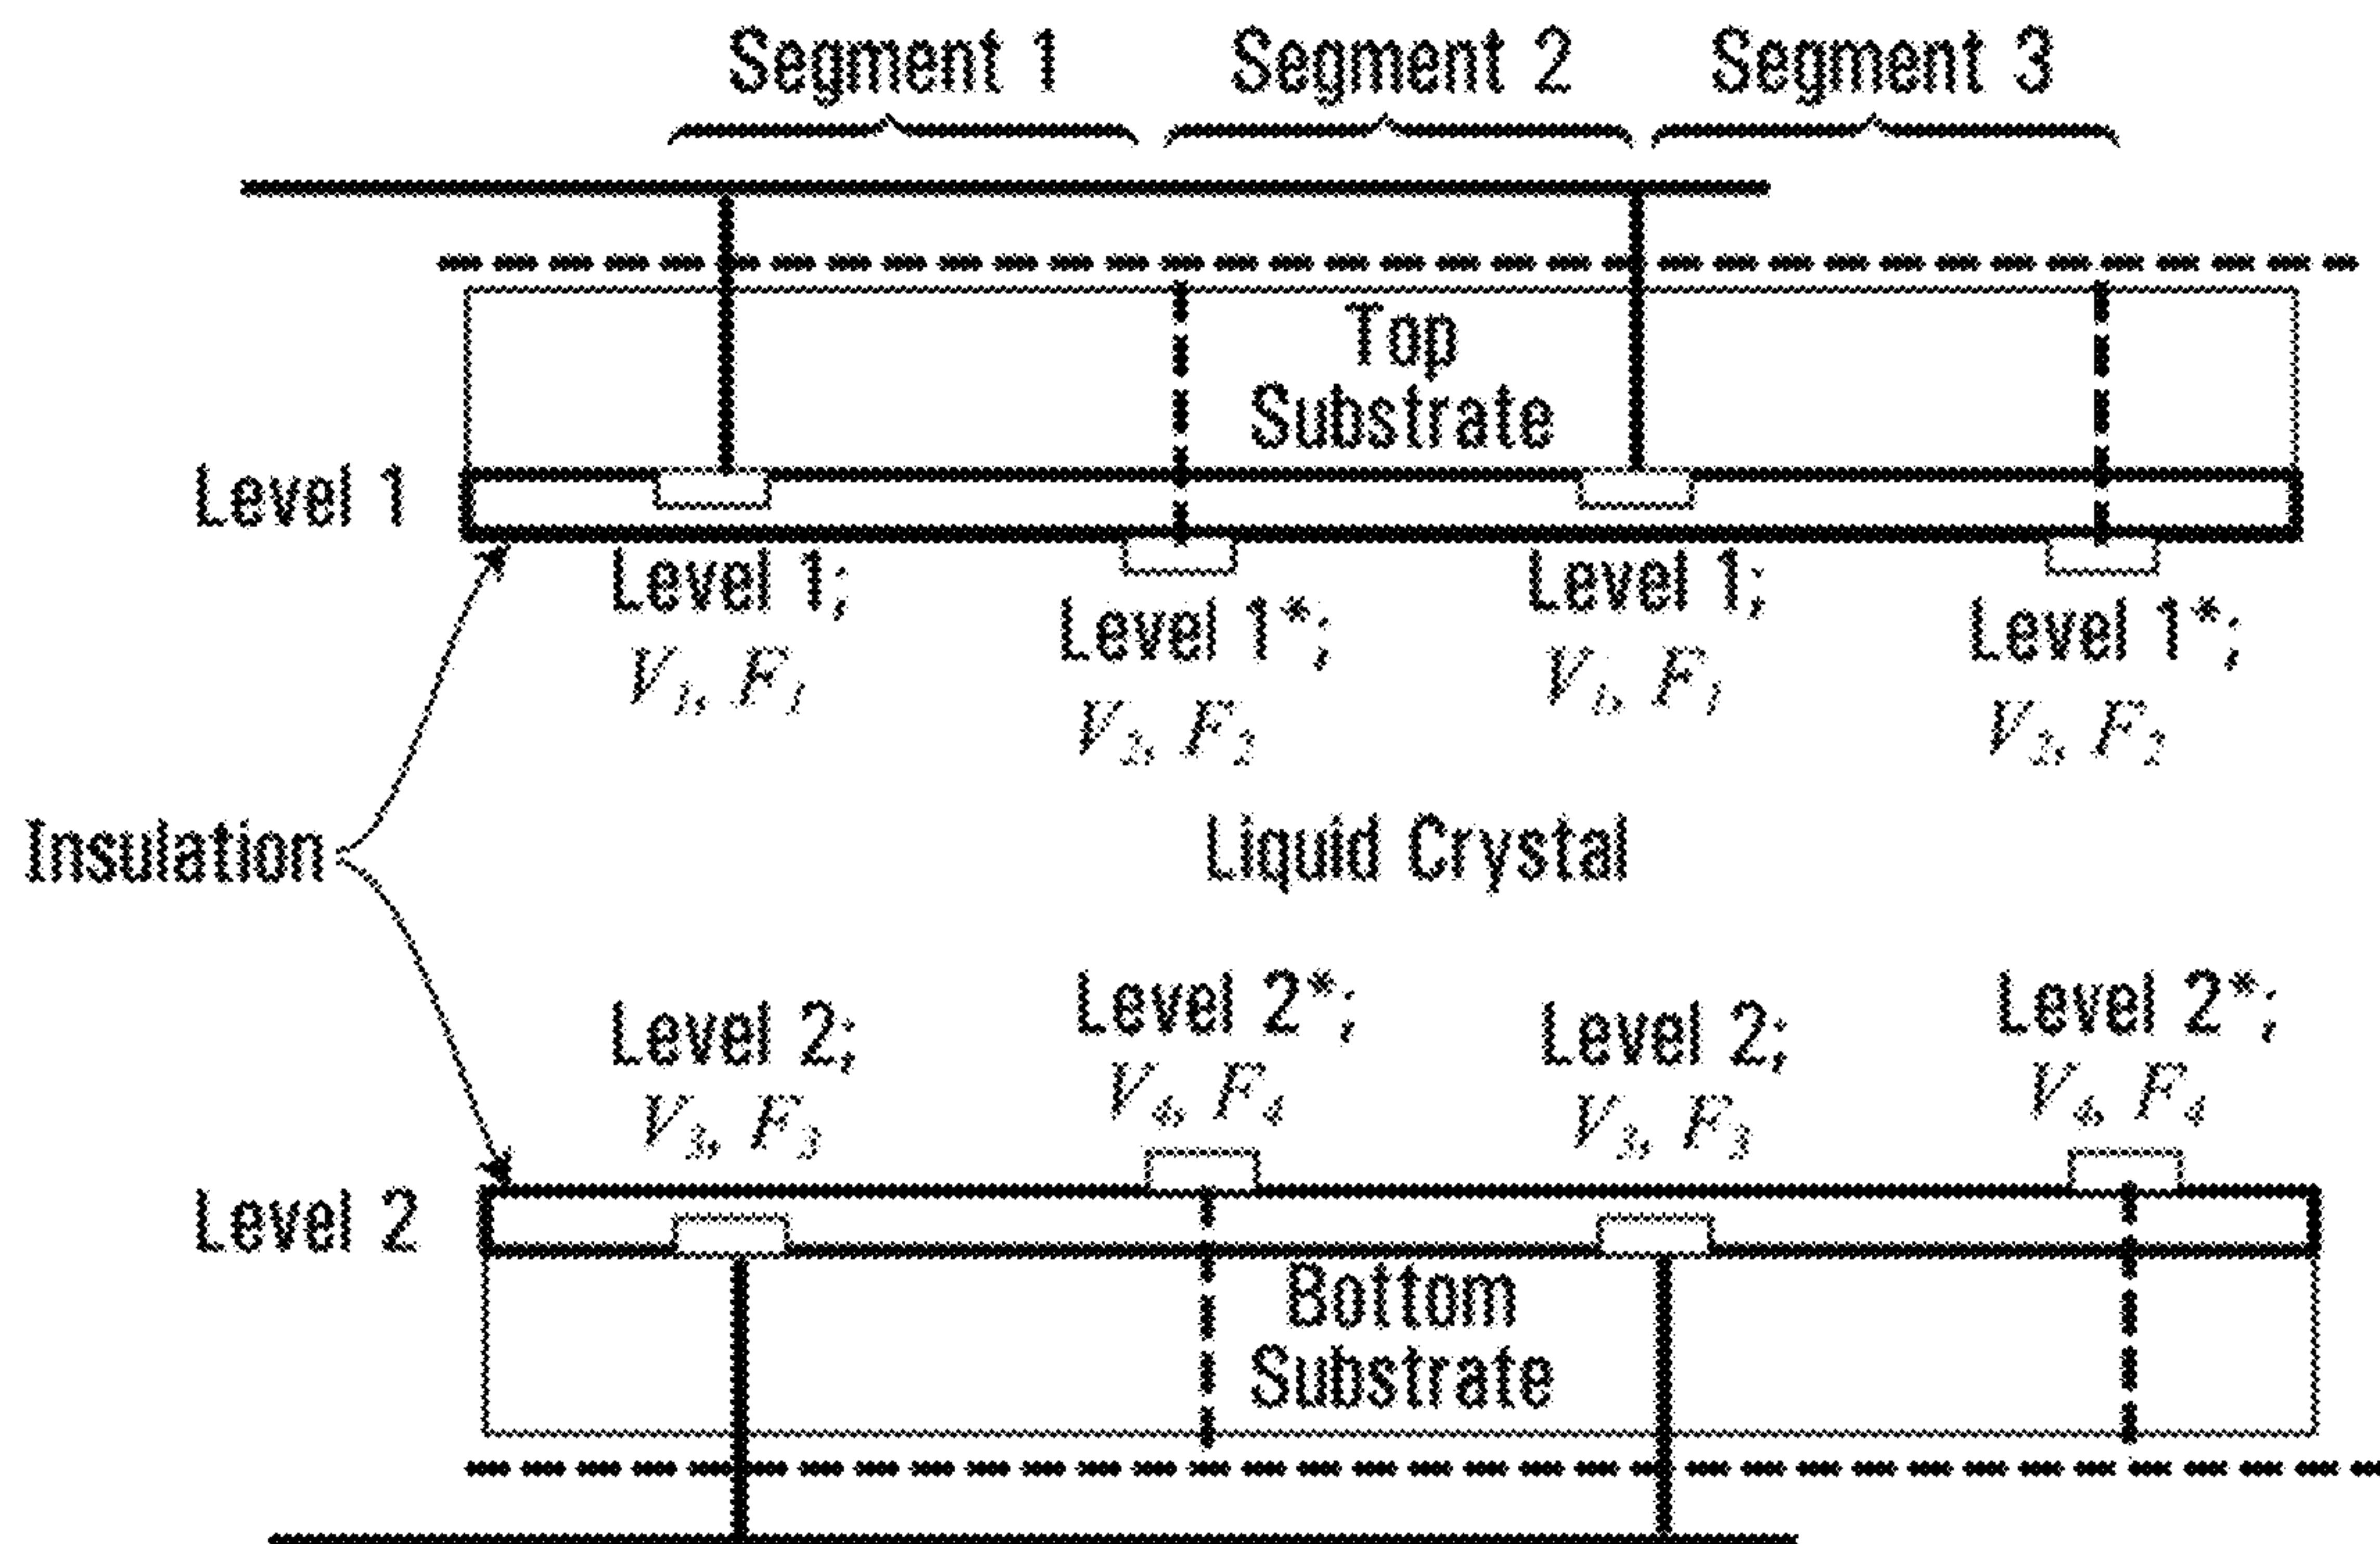 Segment 1 Segment 2 Segment 3
Top
Substrate
Level 1
Level 1; Level 1*; Level 1; Level 1*;
V1, F1 V2, F2 V1, F1 V2, F2
Insulation
Liquid Crystal
Level 2; Level 2*; Level 2; Level 2*;
V3, F3 V4, F4 V3, F3 V4, F4
Level 2
Bottom
Substrate